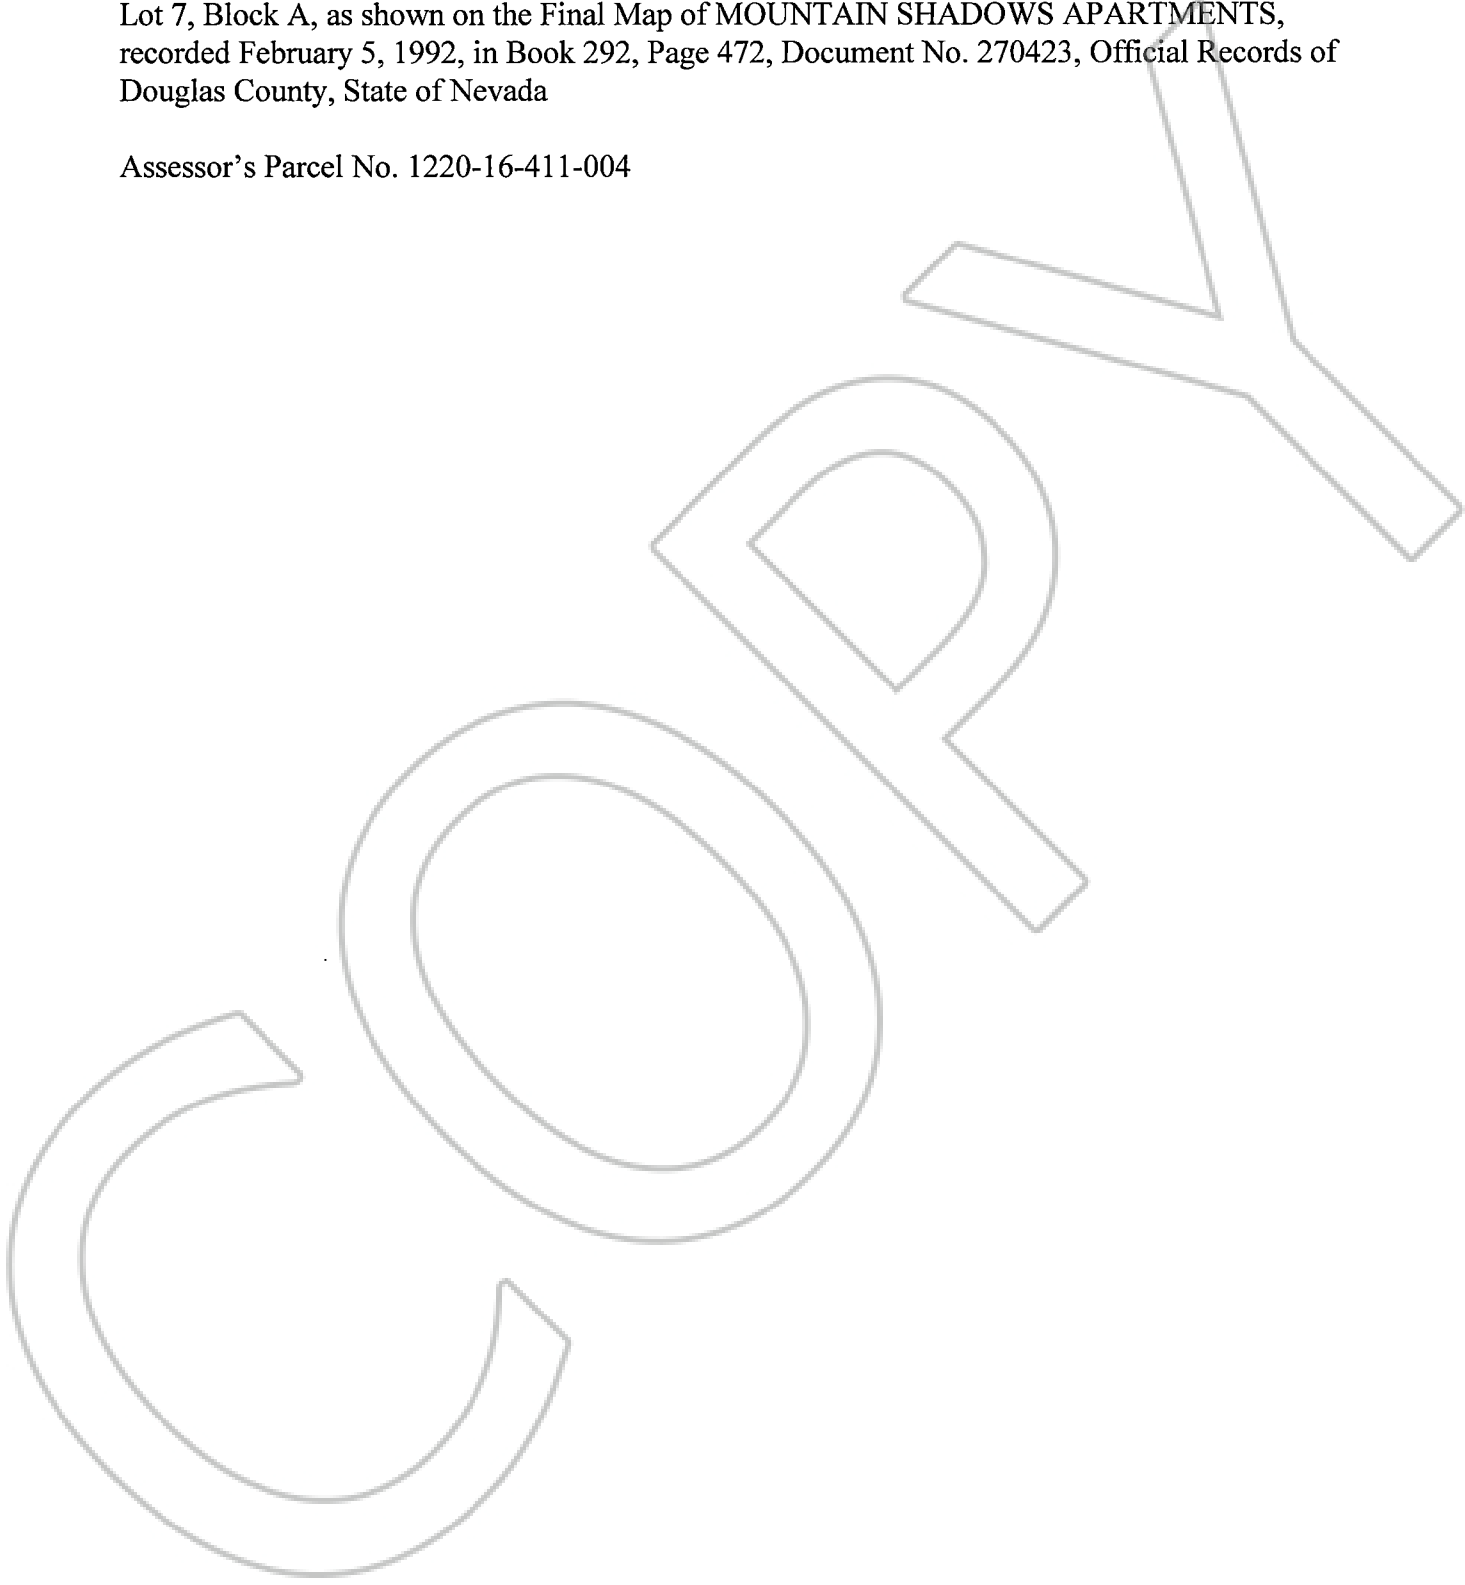 Lot 7, Block A, as shown on the Final Map of MOUNTAIN SHADOWS APARTMENTS,
recorded February 5, 1992, in Book 292, Page 472, Document No. 270423, Official Records of
Douglas County, State of Nevada
Assessor's Parcel No. 1220-16-411-004
COPY